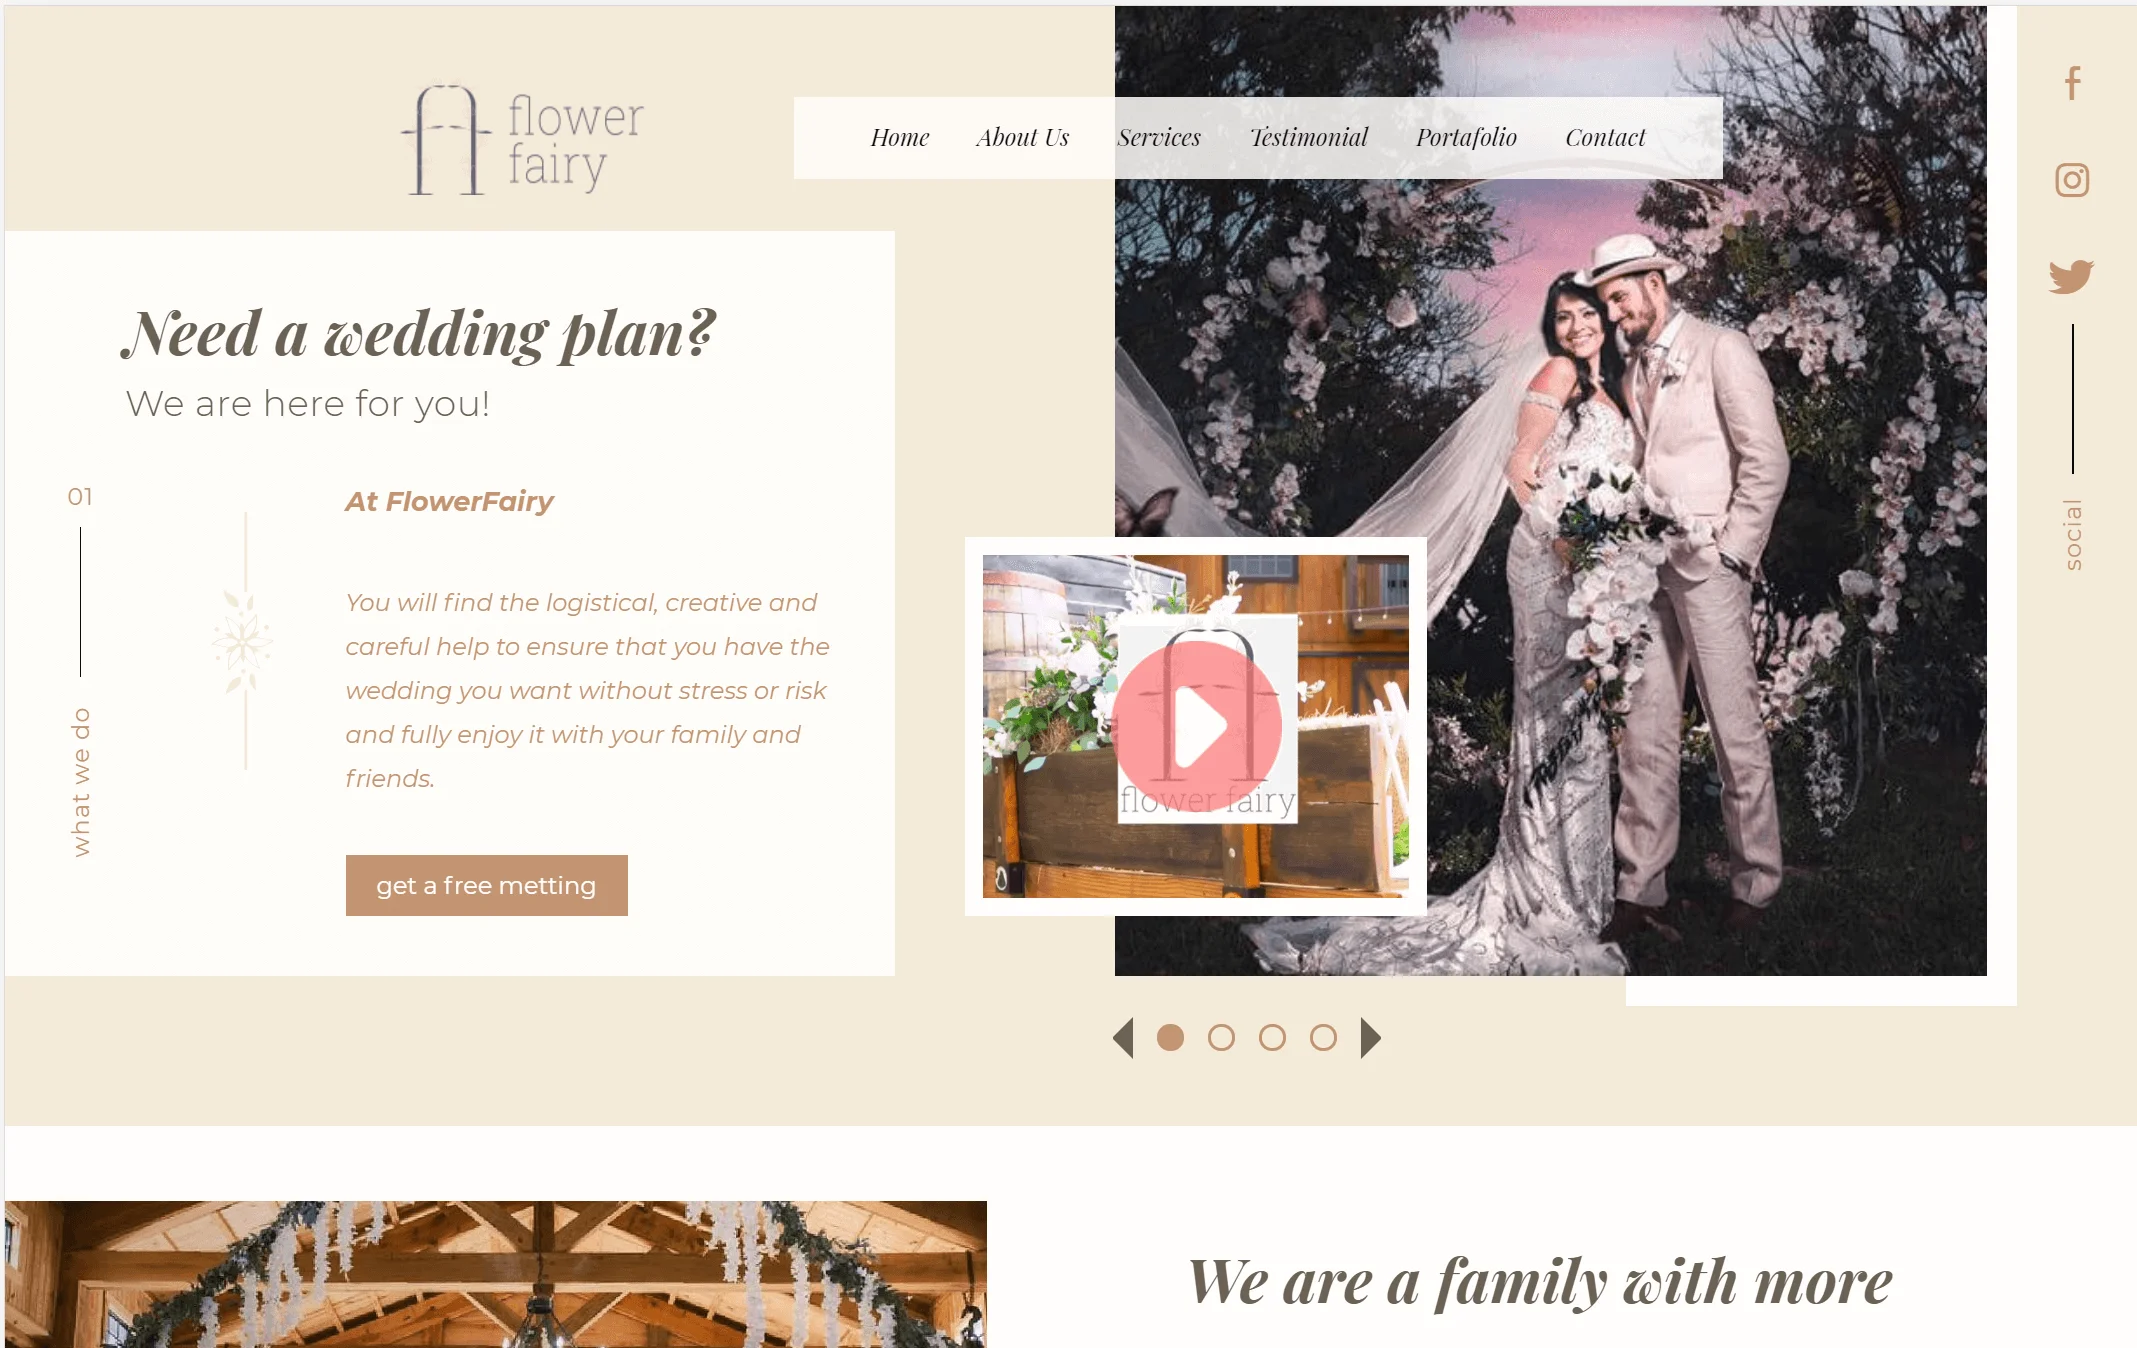 flower
fairy
Home About Us Services Testimonial Portafolio Contact
Need a wedding plan?
We are here for you!
01
what we do
At FlowerFairy
You will find the logistical, creative and
careful help to ensure that you have the
wedding you want without stress or risk
and fully enjoy it with your family and
friends.
get a free metting
flower fairy
social
We are a family with more